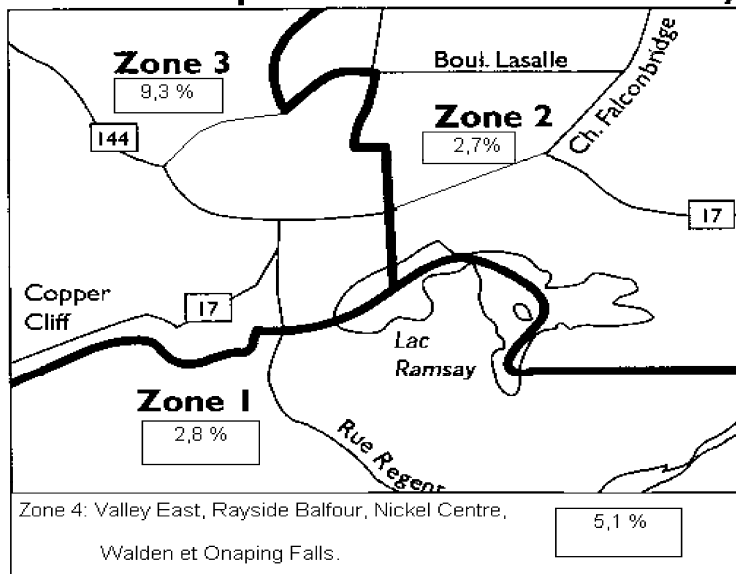 Zone 3
9,3 %
144
Boul. Lasalle
Ch. Falconbridge
Zone 2
2,7%
17
Copper
Cliff
17
Lac
Ramsay
Zone 1
2,8 %
Rue Regent
Zone 4: Valley East, Rayside Balfour, Nickel Centre,
Walden et Onaping Falls.
5,1 %